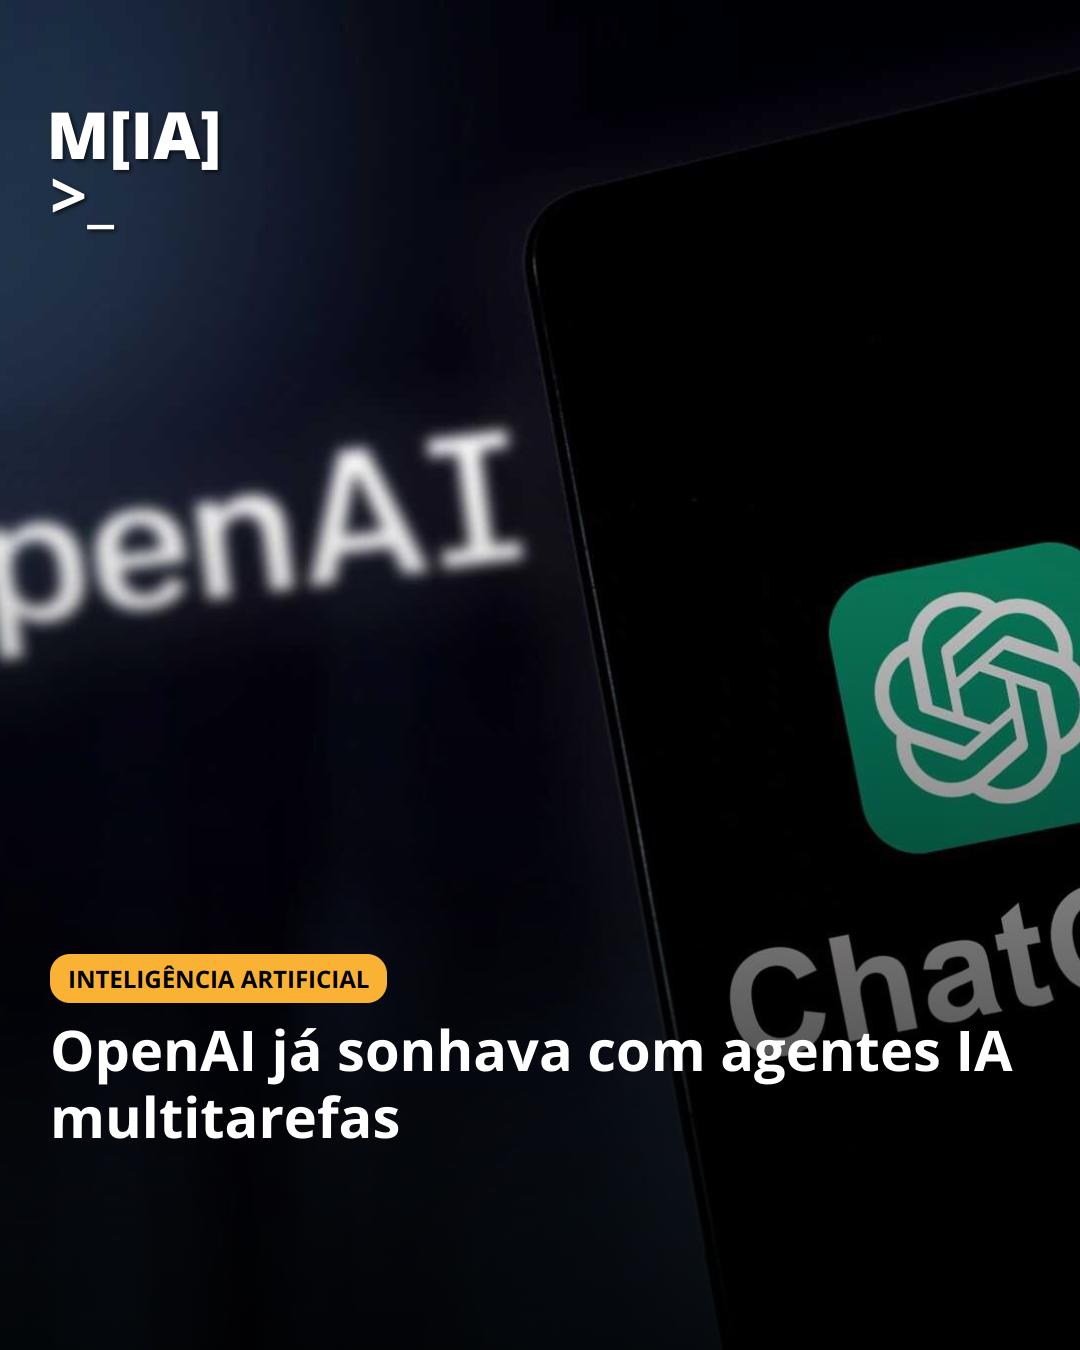 M[IA]
>_
penAI
Chat
INTELIGÊNCIA ARTIFICIAL
OpenAI já sonhava com agentes IA
multitarefas